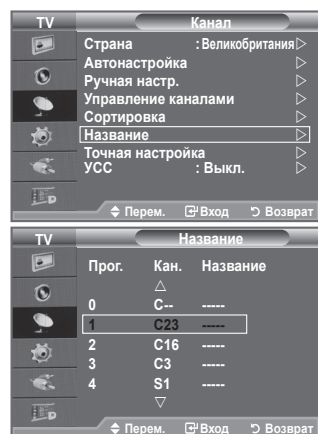 TV Канал
Страна : Великобритания ▷
Автонастройка ▷
Ручная настр. ▷
Управление каналами ▷
Сортировка ▷
Название ▷
Точная настройка ▷
УСС : Выкл. ▷
Перем. Вход Возврат
TV Название
Прог. Кан. Название
△
0 C-- -----
1 C23 -----
2 C16 -----
3 C3 -----
4 S1 -----
▽
Перем. Вход Возврат